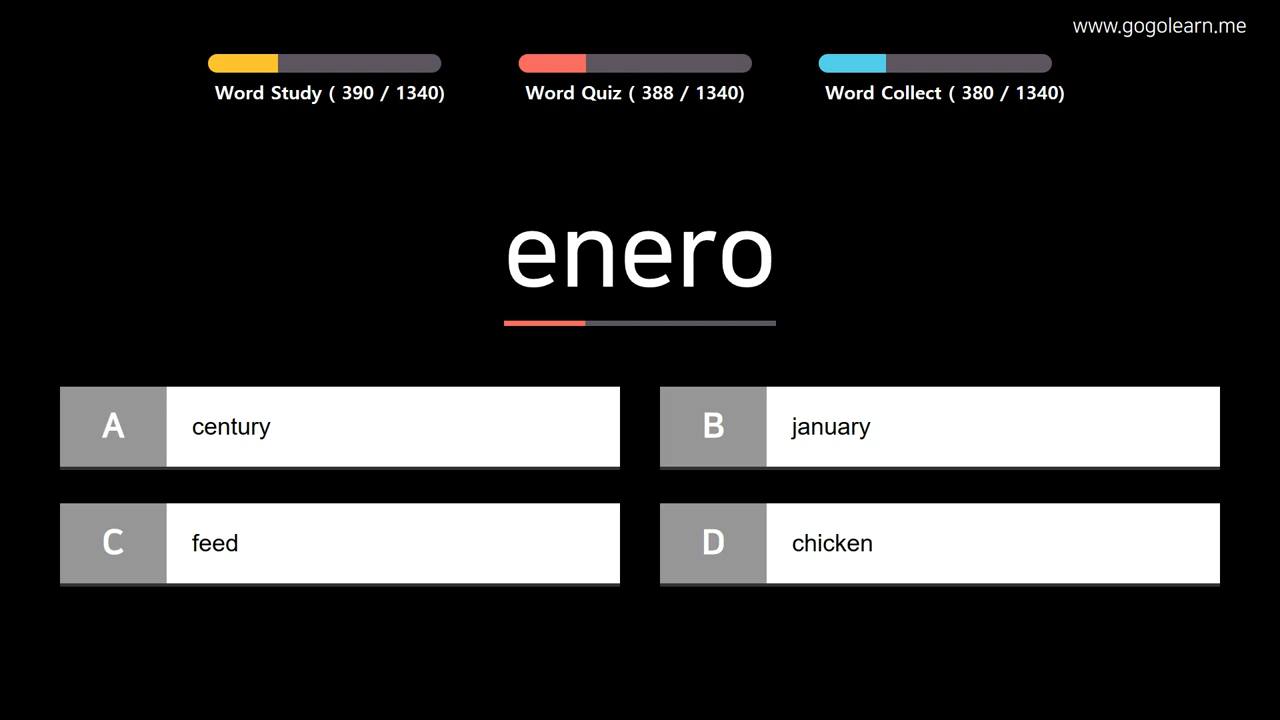 www.gogolearn.me
Word Study ( 390 / 1340)
Word Quiz ( 388 / 1340)
Word Collect ( 380 / 1340)
enero
A century
B january
C feed
D chicken